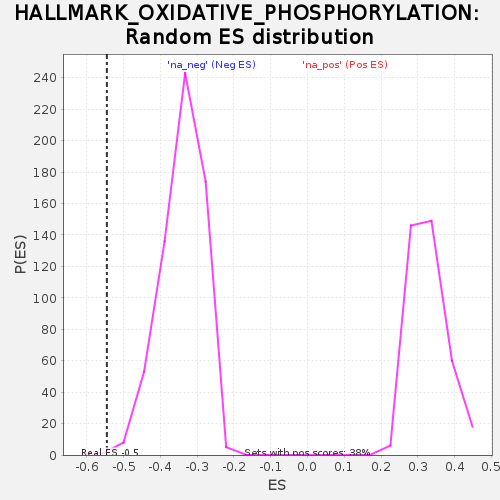 HALLMARK_OXIDATIVE_PHOSPHORYLATION:
Random ES distribution
'na_neg' (Neg ES) 'na_pos' (Pos ES)
240
220
200
180
160
140
120
100
80
60
40
20
0
P(ES)
Real ES -0.5 Sets with pos scores: 38%
-0.6 -0.5 -0.4 -0.3 -0.2 -0.1 0.0 0.1 0.2 0.3 0.4 0.5
ES